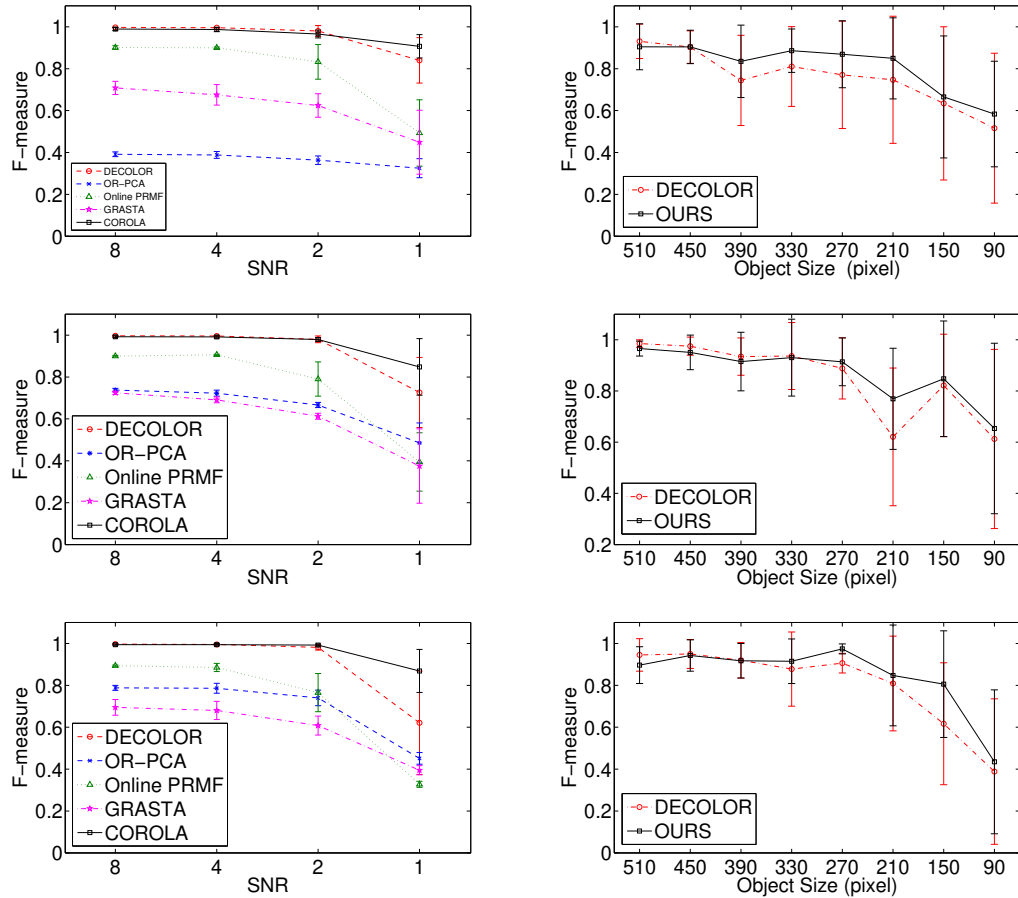 F−measure
1
0.8
0.6
0.4
0.2
0
DECOLOR
OR−PCA
Online PRMF
GRASTA
COROLA
8 4 2 1
SNR
F−measure
1
0.8
0.6
0.4
0.2
0
DECOLOR
OURS
510 450 390 330 270 210 150 90
Object Size (pixel)
F−measure
1
0.8
0.6
0.4
0.2
0
DECOLOR
OR−PCA
Online PRMF
GRASTA
COROLA
8 4 2 1
SNR
F−measure
1
0.8
0.6
0.4
0.2
DECOLOR
OURS
510 450 390 330 270 210 150 90
Object Size (pixel)
F−measure
1
0.8
0.6
0.4
0.2
0
DECOLOR
OR−PCA
Online PRMF
GRASTA
COROLA
8 4 2 1
SNR
F−measure
1
0.8
0.6
0.4
0.2
0
DECOLOR
OURS
510 450 390 330 270 210 150 90
Object Size (pixel)